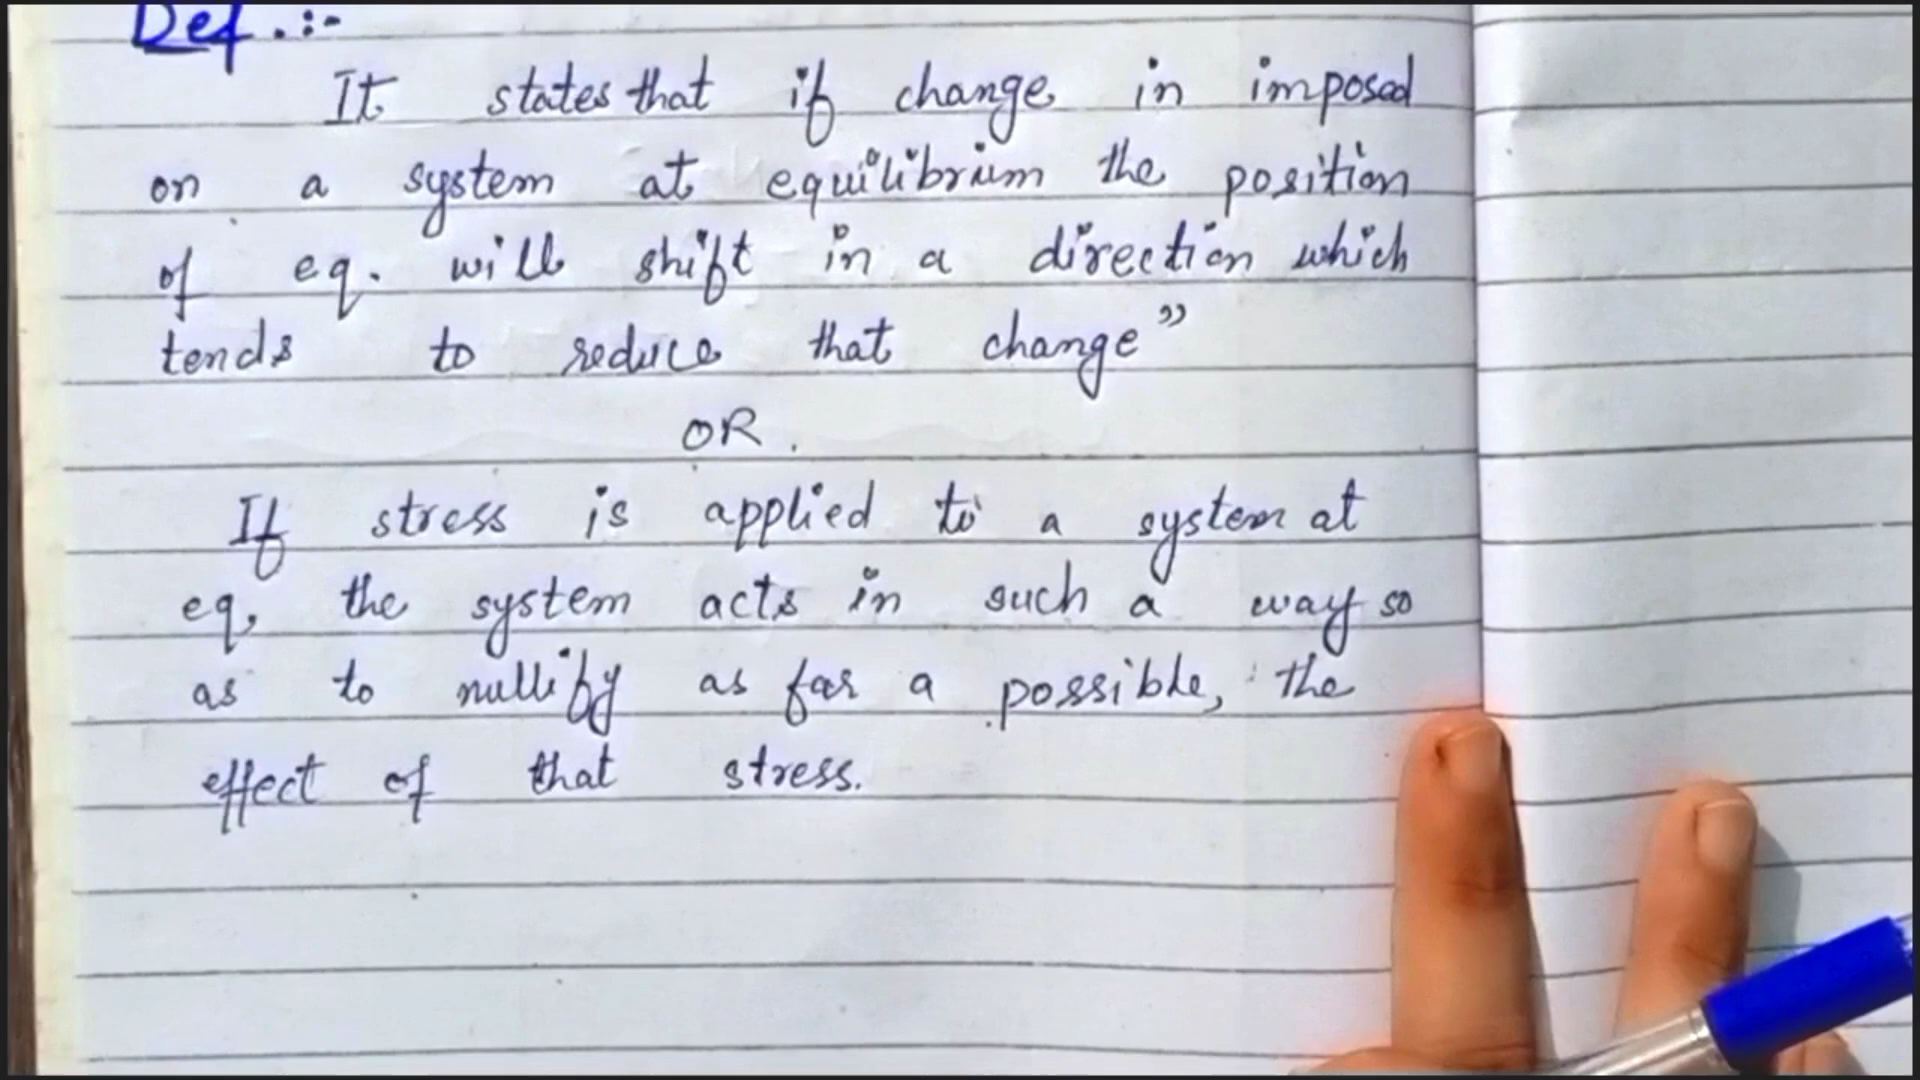 Def.:-
It states that if change in imposed
on a system at equilibrium the position
of eq. will shift in a direction which
tends to reduce that change”
OR.
If stress is applied to a system at
eq, the system acts in such a way so
as to nullify as far a possible, the
effect of that stress.